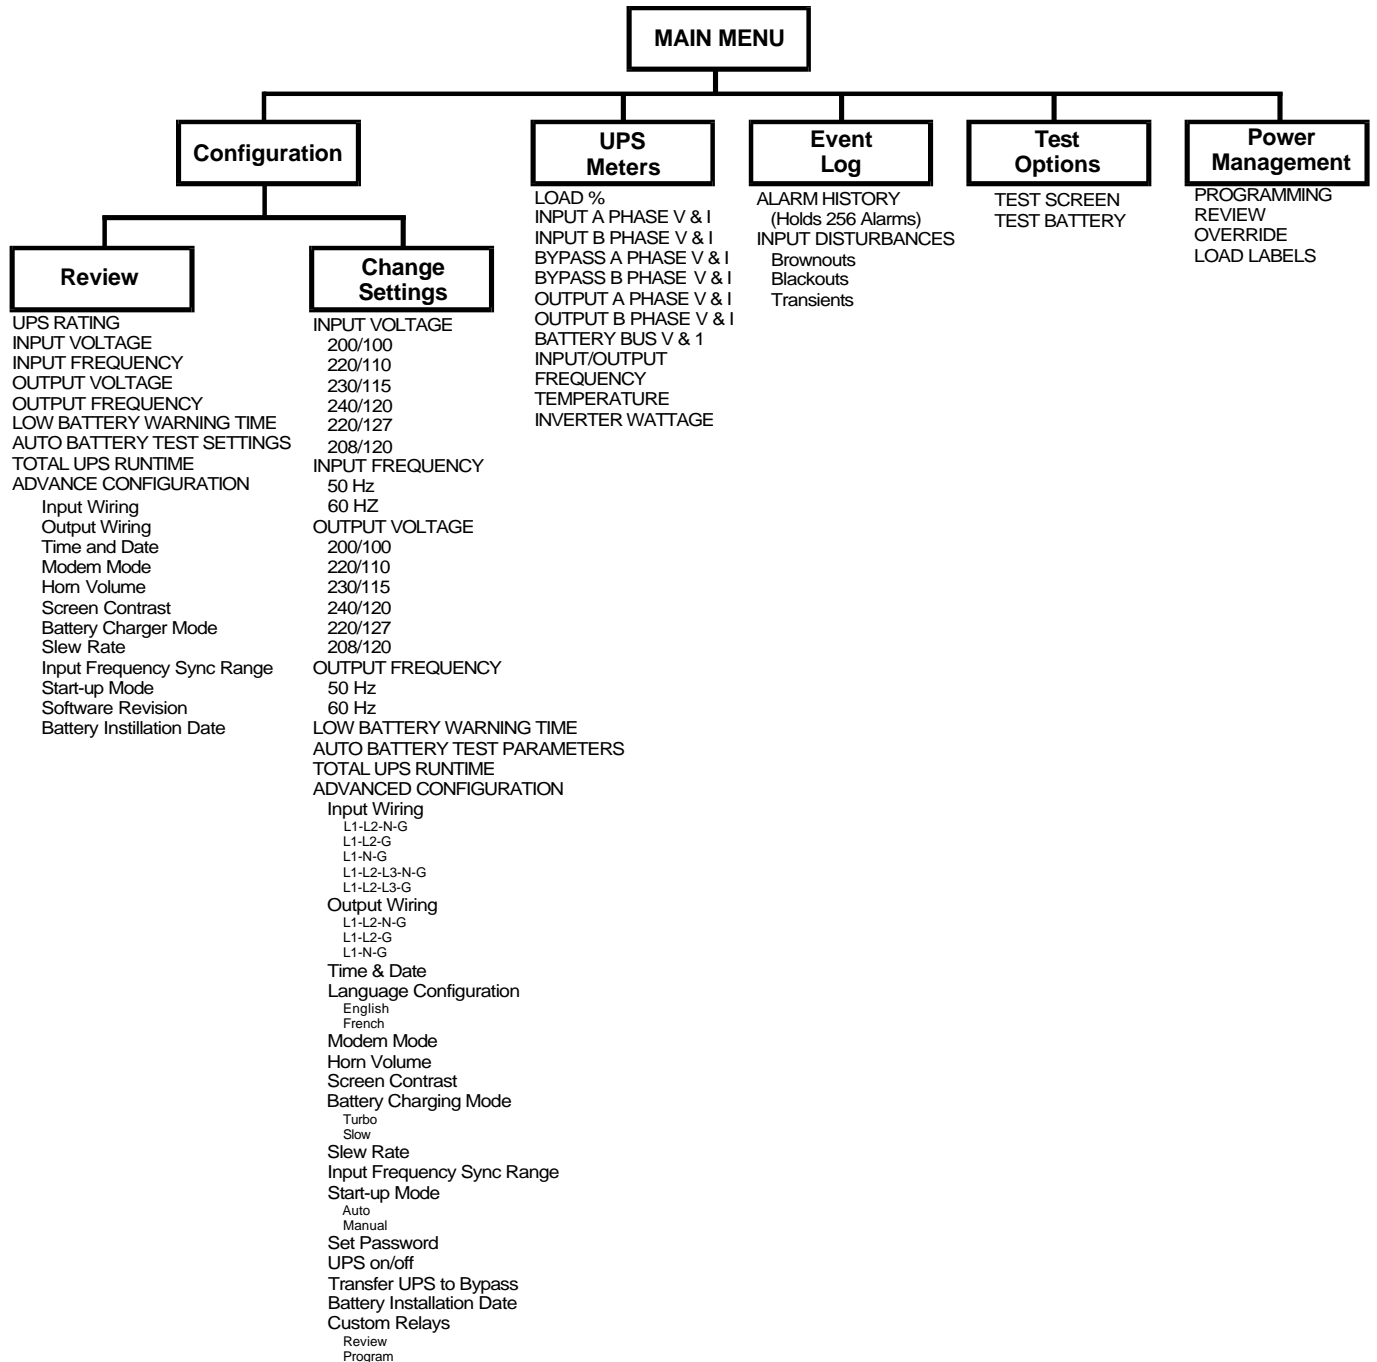 MAIN MENU
Configuration
Review
UPS RATING
INPUT VOLTAGE
INPUT FREQUENCY
OUTPUT VOLTAGE
OUTPUT FREQUENCY
LOW BATTERY WARNING TIME
AUTO BATTERY TEST SETTINGS
TOTAL UPS RUNTIME
ADVANCE CONFIGURATION
Input Wiring
Output Wiring
Time and Date
Modem Mode
Horn Volume
Screen Contrast
Battery Charger Mode
Slew Rate
Input Frequency Sync Range
Start-up Mode
Software Revision
Battery Instillation Date
Change
Settings
INPUT VOLTAGE
200/100
220/110
230/115
240/120
220/127
208/120
INPUT FREQUENCY
50 Hz
60 HZ
OUTPUT VOLTAGE
200/100
220/110
230/115
240/120
220/127
208/120
OUTPUT FREQUENCY
50 Hz
60 Hz
LOW BATTERY WARNING TIME
AUTO BATTERY TEST PARAMETERS
TOTAL UPS RUNTIME
ADVANCED CONFIGURATION
Input Wiring
L1-L2-N-G
L1-L2-G
L1-N-G
L1-L2-L3-N-G
L1-L2-L3-G
Output Wiring
L1-L2-N-G
L1-L2-G
L1-N-G
Time & Date
Language Configuration
English
French
Modem Mode
Horn Volume
Screen Contrast
Battery Charging Mode
Turbo
Slow
Slew Rate
Input Frequency Sync Range
Start-up Mode
Auto
Manual
Set Password
UPS on/off
Transfer UPS to Bypass
Battery Installation Date
Custom Relays
Review
Program
UPS
Meters
LOAD %
INPUT A PHASE V & I
INPUT B PHASE V & I
BYPASS A PHASE V & I
BYPASS B PHASE V & I
OUTPUT A PHASE V & I
OUTPUT B PHASE V & I
BATTERY BUS V & 1
INPUT/OUTPUT
FREQUENCY
TEMPERATURE
INVERTER WATTAGE
Event
Log
ALARM HISTORY
(Holds 256 Alarms)
INPUT DISTURBANCES
Brownouts
Blackouts
Transients
Test
Options
TEST SCREEN
TEST BATTERY
Power
Management
PROGRAMMING
REVIEW
OVERRIDE
LOAD LABELS